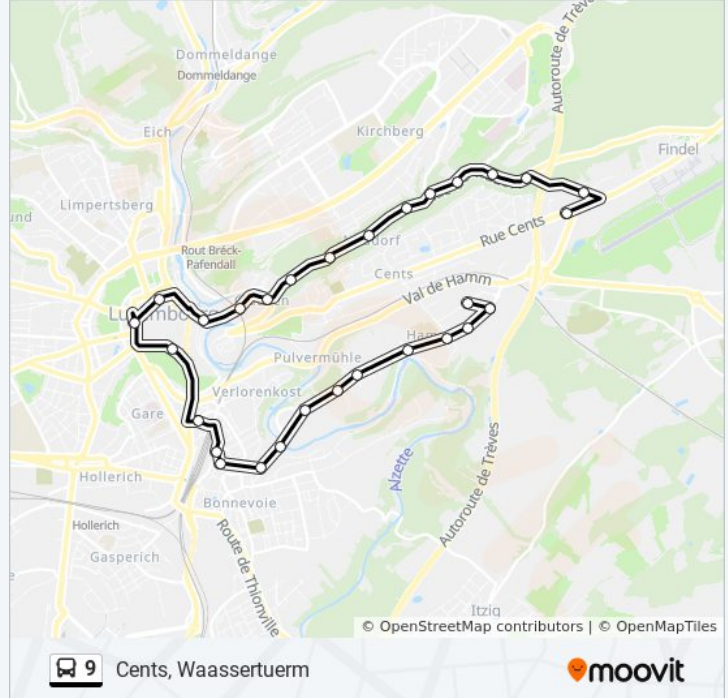 Autoroute de Trèves
Dommeldange
Dommeldange
Eich
Kirchberg
Findel
Limpertsberg
Rout Bréck-
Pafendall
Rue Cents
Cents
Val de Hamm
Pulvermühle
Verlorenkost
Gare
Hollerich
Alzette
Autoroute de Trèves
Bonnevoie
Hollerich
Gasperich
Route de Thionville
Itzig
© OpenStreetMap contributors | © OpenMapTiles
9 Cents, Waassertuerm
moovit